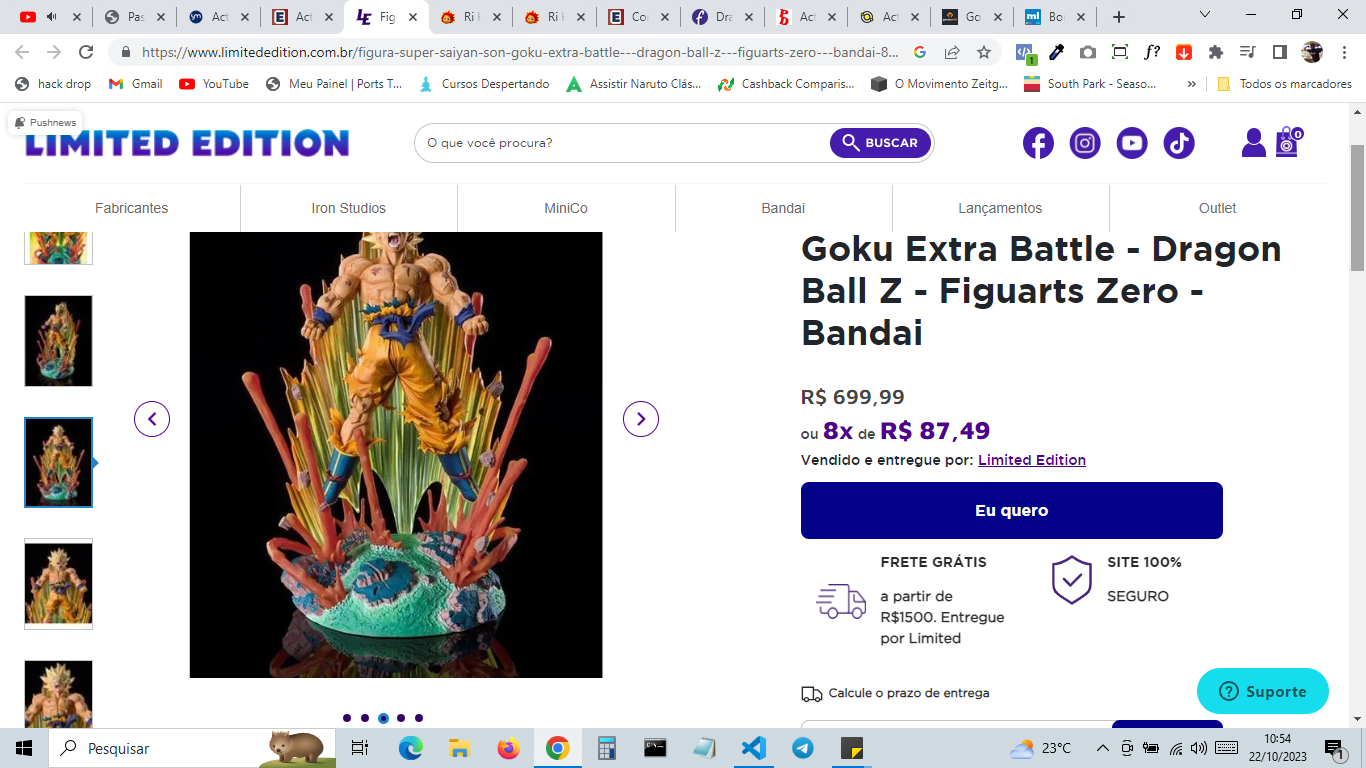 Pas
Act
Act
Fig
Ri
Ri
Co
Dra
Act
Act
Go
Bo
https://www.limitededition.com.br/figura-super-saiyan-son-goku-extra-battle---dragon-ball-z---figuarts-zero---bandai-8...
hack drop
Gmail
YouTube
Meu Painel | Ports T...
Cursos Despertando
Assistir Naruto Clás...
Cashback Comparis...
O Movimento Zeitg...
South Park - Seaso...
»
Todos os marcadores
Pushnews
LIMITED EDITION
O que você procura?
BUSCAR
0
Fabricantes
Iron Studios
MiniCo
Bandai
Lançamentos
Outlet
Goku Extra Battle - Dragon
Ball Z - Figuarts Zero -
Bandai
R$ 699,99
ou 8x de R$ 87,49
Vendido e entregue por: Limited Edition
Eu quero
FRETE GRÁTIS
a partir de
R$1500. Entregue
por Limited
SITE 100%
SEGURO
Calcule o prazo de entrega
Suporte
Pesquisar
23°C
10:54
22/10/2023
1